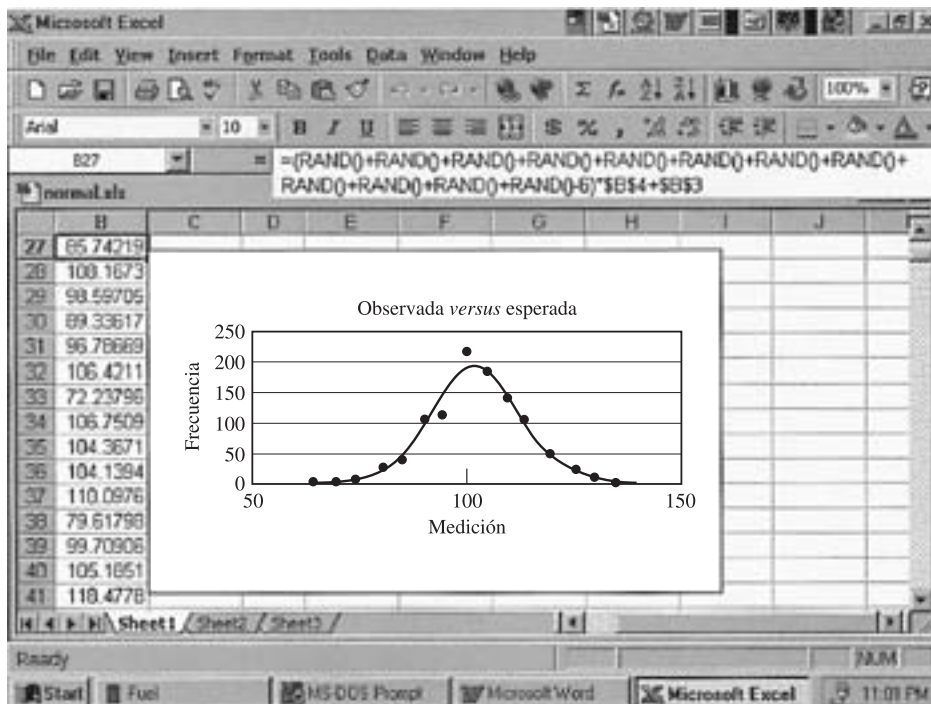 Microsoft Excel
File Edit View Insert Format Tools Data Window Help
100%
Arial 10 B I U $ % ,
B27 = =(RAND()+RAND()+RAND()+RAND()+RAND()+RAND()+RAND()+RAND()+
RAND()+RAND()+RAND()+RAND()-6)*$B$4+$B$3
normal.xls
B C D E F G H I J
27 85.74219
28 108.1673
29 98.59705
30 89.33617
31 96.78669
32 106.4211
33 72.23796
34 106.7509
35 104.3671
36 104.1394
37 110.0976
38 79.61798
39 99.70906
40 105.1851
41 118.4778
Observada versus esperada
Frecuencia
250
200
150
100
50
0
50 100 150
Medición
Sheet1 Sheet2 Sheet3
Ready NUM
Start Fuel MS-DOS Prompt Microsoft Word Microsoft Excel 11:01 PM